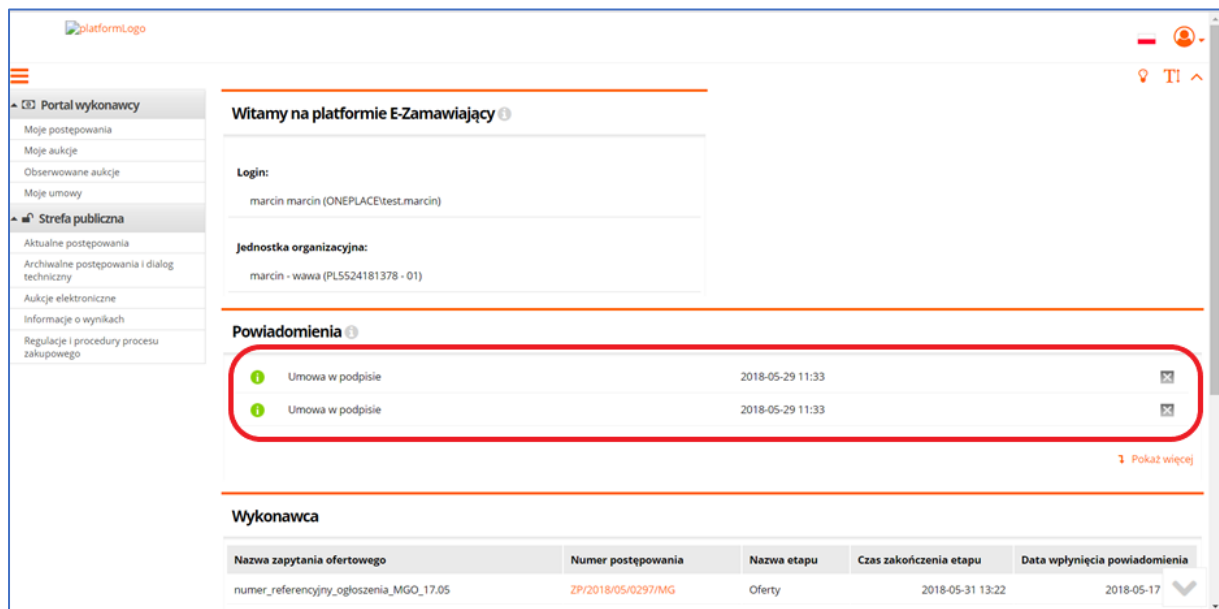 platformLogo
TI
Portal wykonawcy
Moje postępowania
Moje aukcje
Obserwowane aukcje
Moje umowy
Strefa publiczna
Aktualne postępowania
Archiwalne postępowania i dialog
techniczny
Aukcje elektroniczne
Informacje o wynikach
Regulacje i procedury procesu
zakupowego
Witamy na platformie E-Zamawiający
Login:
marcin marcin (ONEPLACE\test.marcin)
Jednostka organizacyjna:
marcin - wawa (PL5524181378 - 01)
Powiadomienia
Umowa w podpisie 2018-05-29 11:33
Umowa w podpisie 2018-05-29 11:33
Pokaż więcej
Wykonawca
Nazwa zapytania ofertowego Numer postępowania Nazwa etapu Czas zakończenia etapu Data wpłynięcia powiadomienia
numer_referencyjny_ogłoszenia_MGO_17.05 ZP/2018/05/0297/MG Oferty 2018-05-31 13:22 2018-05-17